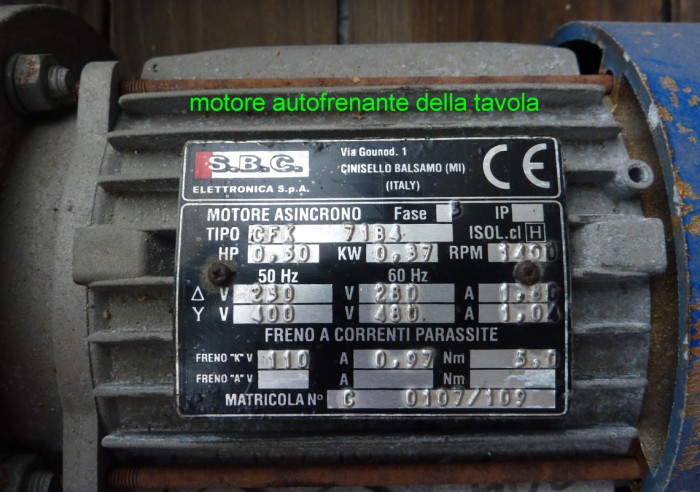 motore autofrenante della tavola
S.B.C.
ELETTRONICA S.p.A.
Via Gounod. 1
CINISELLO BALSAMO (MI)
(ITALY)
CE
MOTORE ASINCRONO Fase 3 IP
TIPO CFX 71B4 ISOL.cl H
HP 0,50 KW 0,37 RPM 1400
50 Hz 60 Hz
Δ V 230 V 280 A
Y V 400 V 480 A 1,04
FRENO A CORRENTI PARASSITE
FRENO "K" V 110 A 0,97 Nm 5,0
FRENO "A" V A Nm
MATRICOLA N° C 0107/109